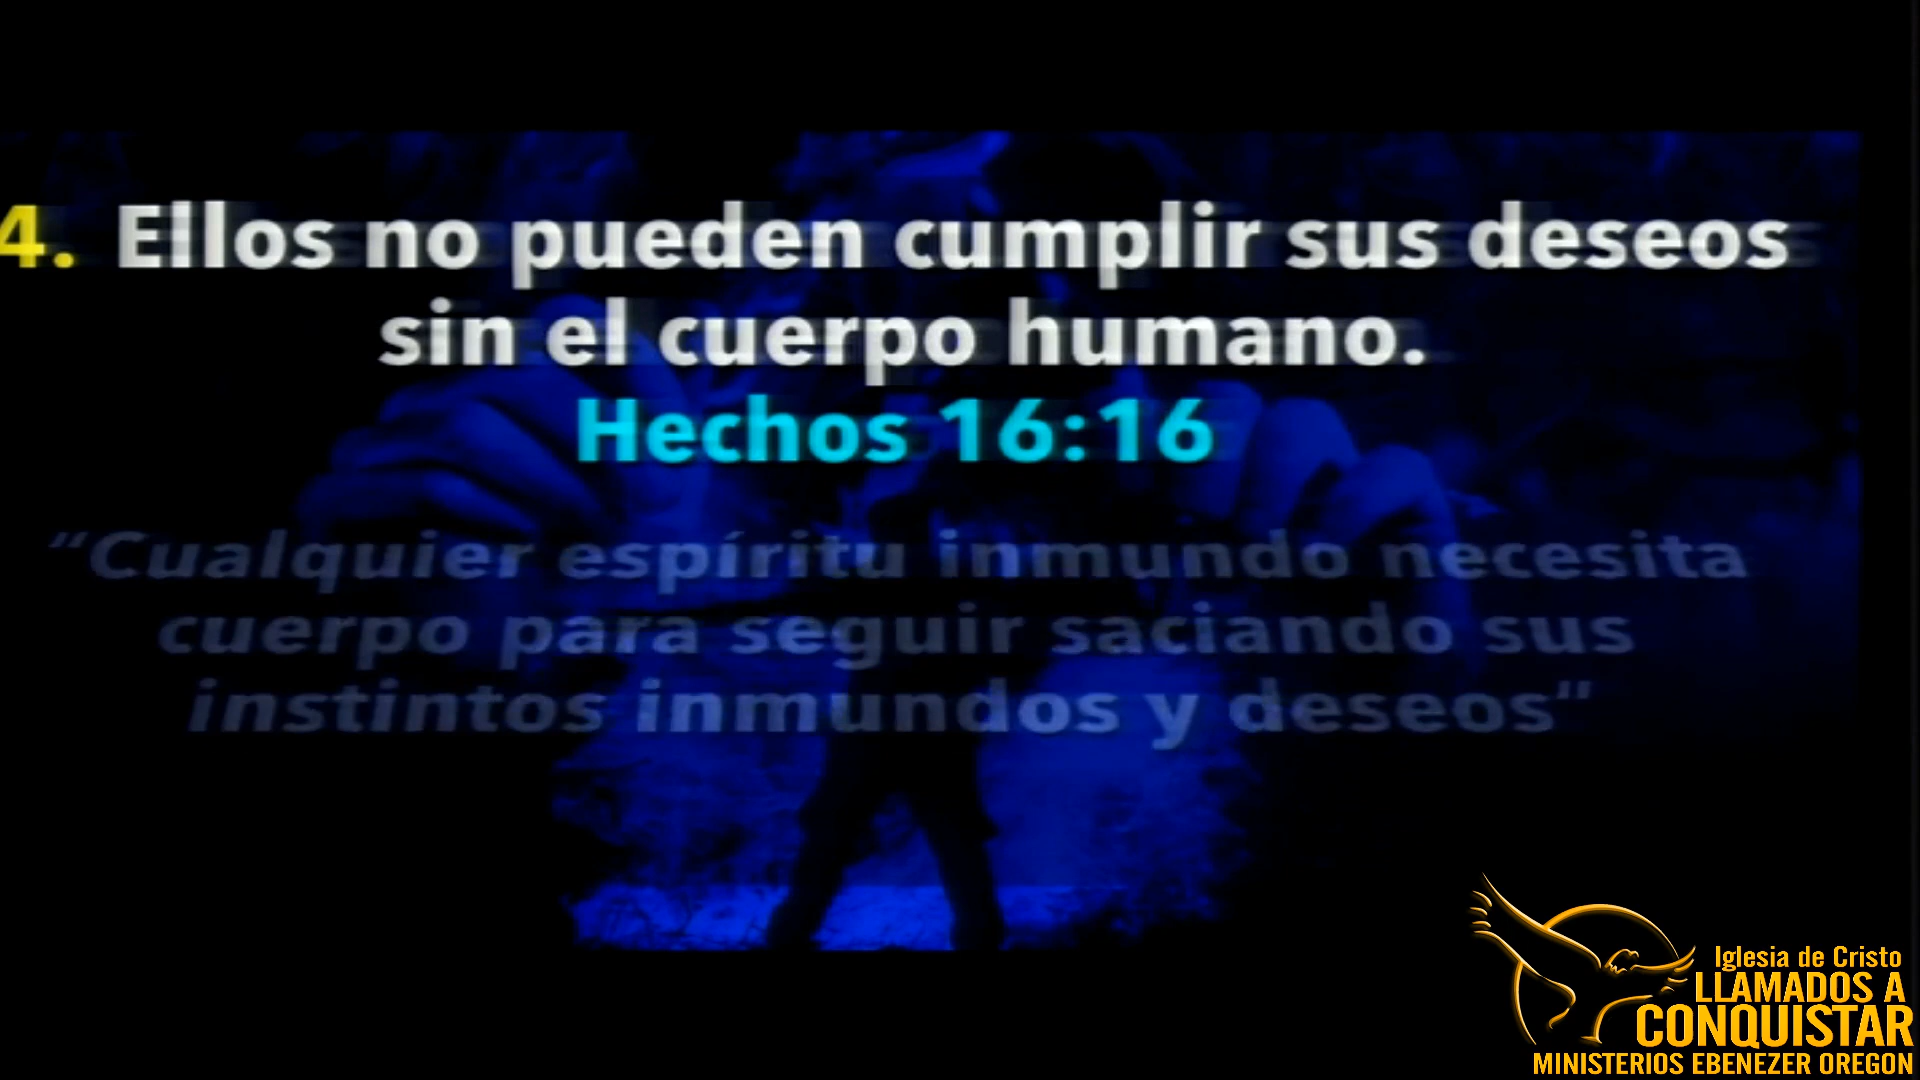 4. Ellos no pueden cumplir sus deseos
sin el cuerpo humano.
Hechos 16:16
“Cualquier espíritu inmundo necesita
cuerpo para seguir saciando sus
instintos inmundos y deseos“
Iglesia de Cristo
LLAMADOS A
CONQUISTAR
MINISTERIOS EBENEZER OREGON